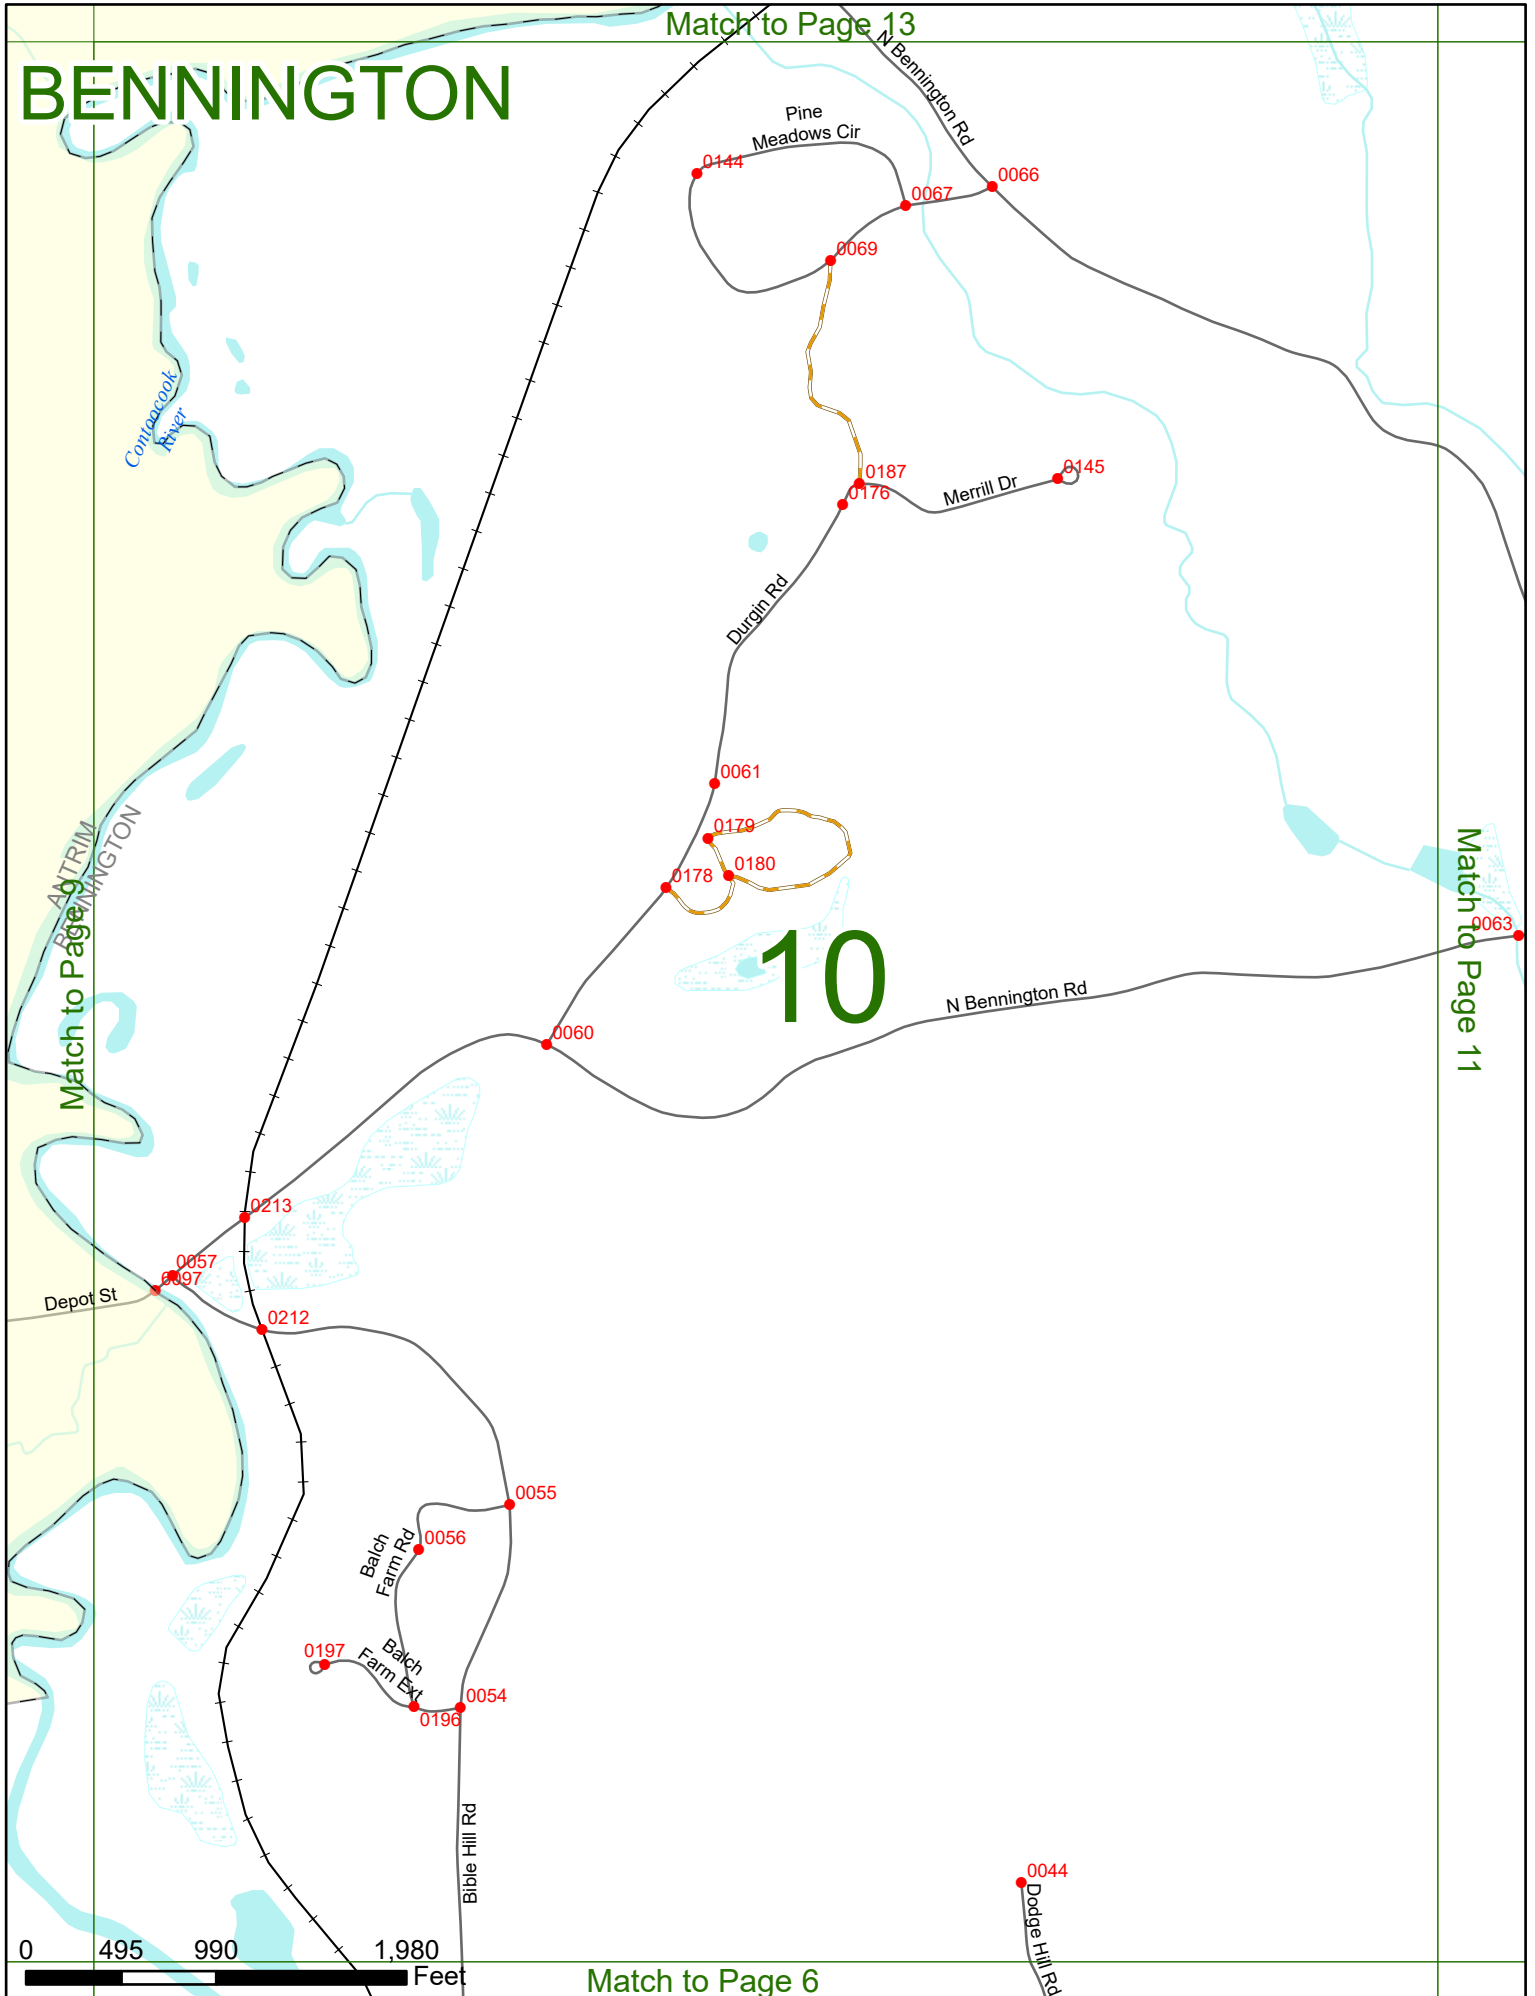 Match to Page 13
BENNINGTON
N Bennington Rd
Pine
Meadows Cir
0144
0066
0067
0069
Contoocook
River
0187
0145
0176
Merrill Dr
Durgin Rd
0061
ANTRIM
BENNINGTON
0179
0180
0178
Match to Page 9
Match to Page 11
0063
10
N Bennington Rd
0060
0213
0057
0097
Depot St
0212
0055
0056
Balch
Farm Rd
0197
Balch
Farm Ext
0054
0196
Bible Hill Rd
0044
Dodge Hill Rd
0 495 990 1,980
Feet
Match to Page 6